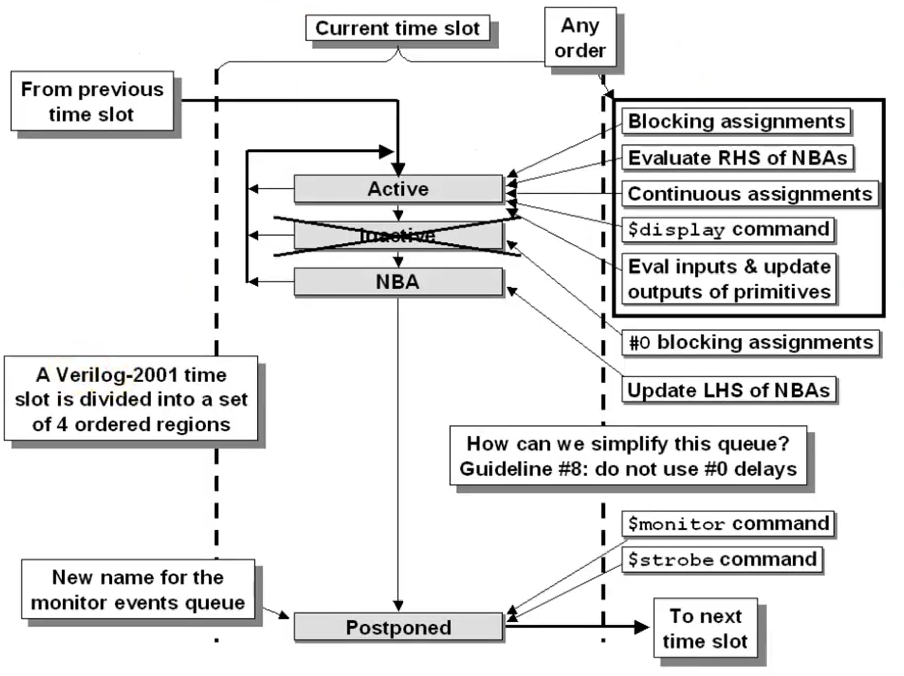 Current time slot
Any
order
From previous
time slot
Blocking assignments
Evaluate RHS of NBAs
Active
Continuous assignments
$display command
Inactive
Eval inputs & update
outputs of primitives
NBA
#0 blocking assignments
A Verilog-2001 time
slot is divided into a set
of 4 ordered regions
Update LHS of NBAs
How can we simplify this queue?
Guideline #8: do not use #0 delays
$monitor command
$strobe command
New name for the
monitor events queue
Postponed
To next
time slot